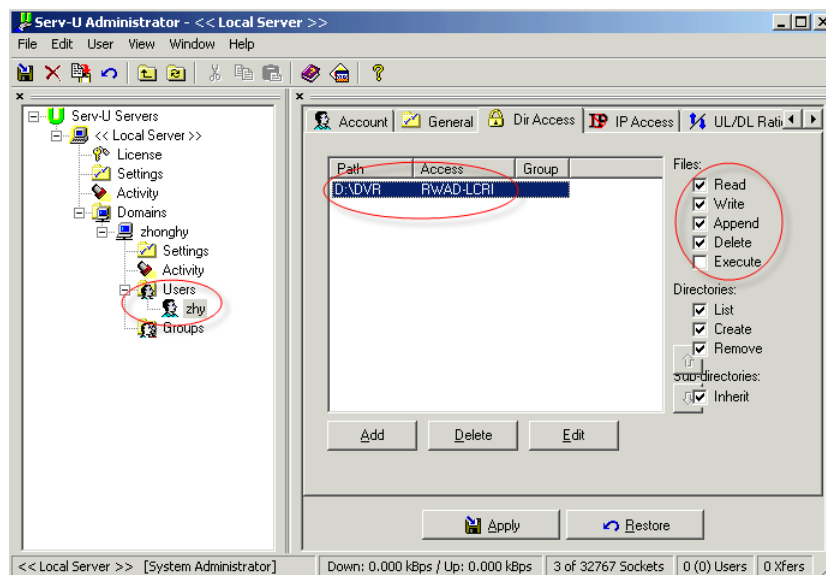 Serv-U Administrator - << Local Server >>
File Edit User View Window Help
Serv-U Servers
<< Local Server >>
License
Settings
Activity
Domains
zhonghy
Settings
Activity
Users
zhy
Groups
Account General Dir Access IP Access UL/DL Rati
Path Access Group
D:\DVR RWAD-LCRI
Files:
Read
Write
Append
Delete
Execute
Directories:
List
Create
Remove
Sub-directories:
Inherit
Add Delete Edit
Apply Restore
<< Local Server >> [System Administrator] Down: 0.000 kBps / Up: 0.000 kBps 3 of 32767 Sockets 0 (0) Users 0 Xfers